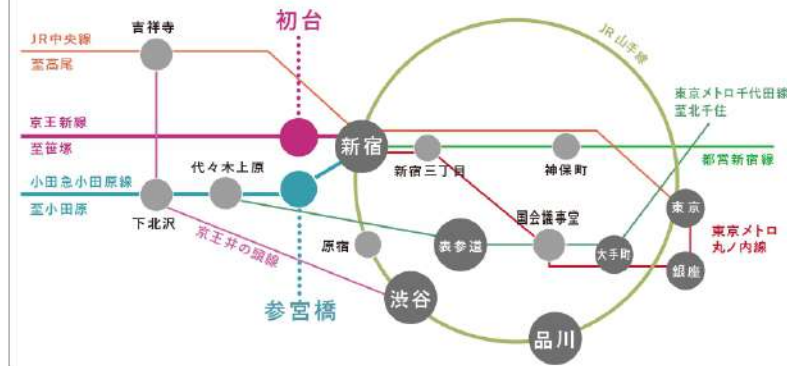 初台
吉祥寺
JR中央線
至高尾
JR山手線
東京メトロ千代田線
至北千住
京王新線
至笹塚
新宿
新宿三丁目
神保町
都営新宿線
代々木上原
小田急小田原線
至小田原
下北沢
京王井の頭線
原宿
表参道
国会議事堂
大手町
東京
東京メトロ
丸ノ内線
銀座
渋谷
参宮橋
品川